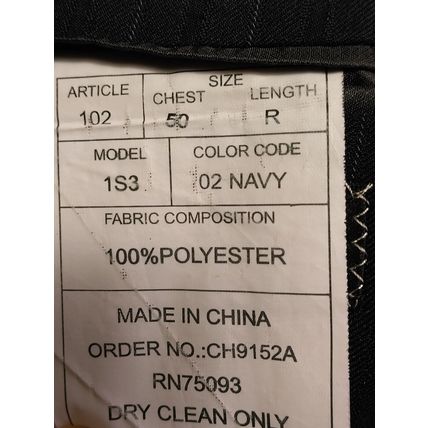 ARTICLE SIZE
CHEST LENGTH
102 50 R
MODEL COLOR CODE
1S3 02 NAVY
FABRIC COMPOSITION
100%POLYESTER
MADE IN CHINA
ORDER NO.:CH9152A
RN75093
DRY CLEAN ONLY